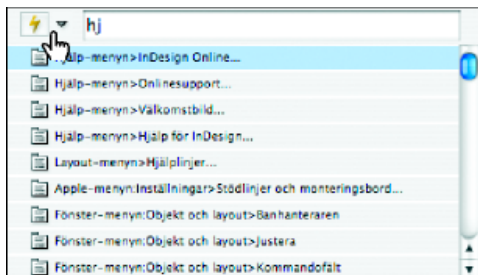 hj
Hjälp-menyn>InDesign Online...
Hjälp-menyn>Onlinesupport...
Hjälp-menyn>Välkomstbild...
Hjälp-menyn>Hjälp för InDesign...
Layout-menyn>Hjälplinjer...
Apple-menyn:Inställningar>Stödlinjer och monteringsbord...
Fönster-menyn:Objekt och layout>Banhanteraren
Fönster-menyn:Objekt och layout>Justera
Fönster-menyn:Objekt och layout>Kommandofält